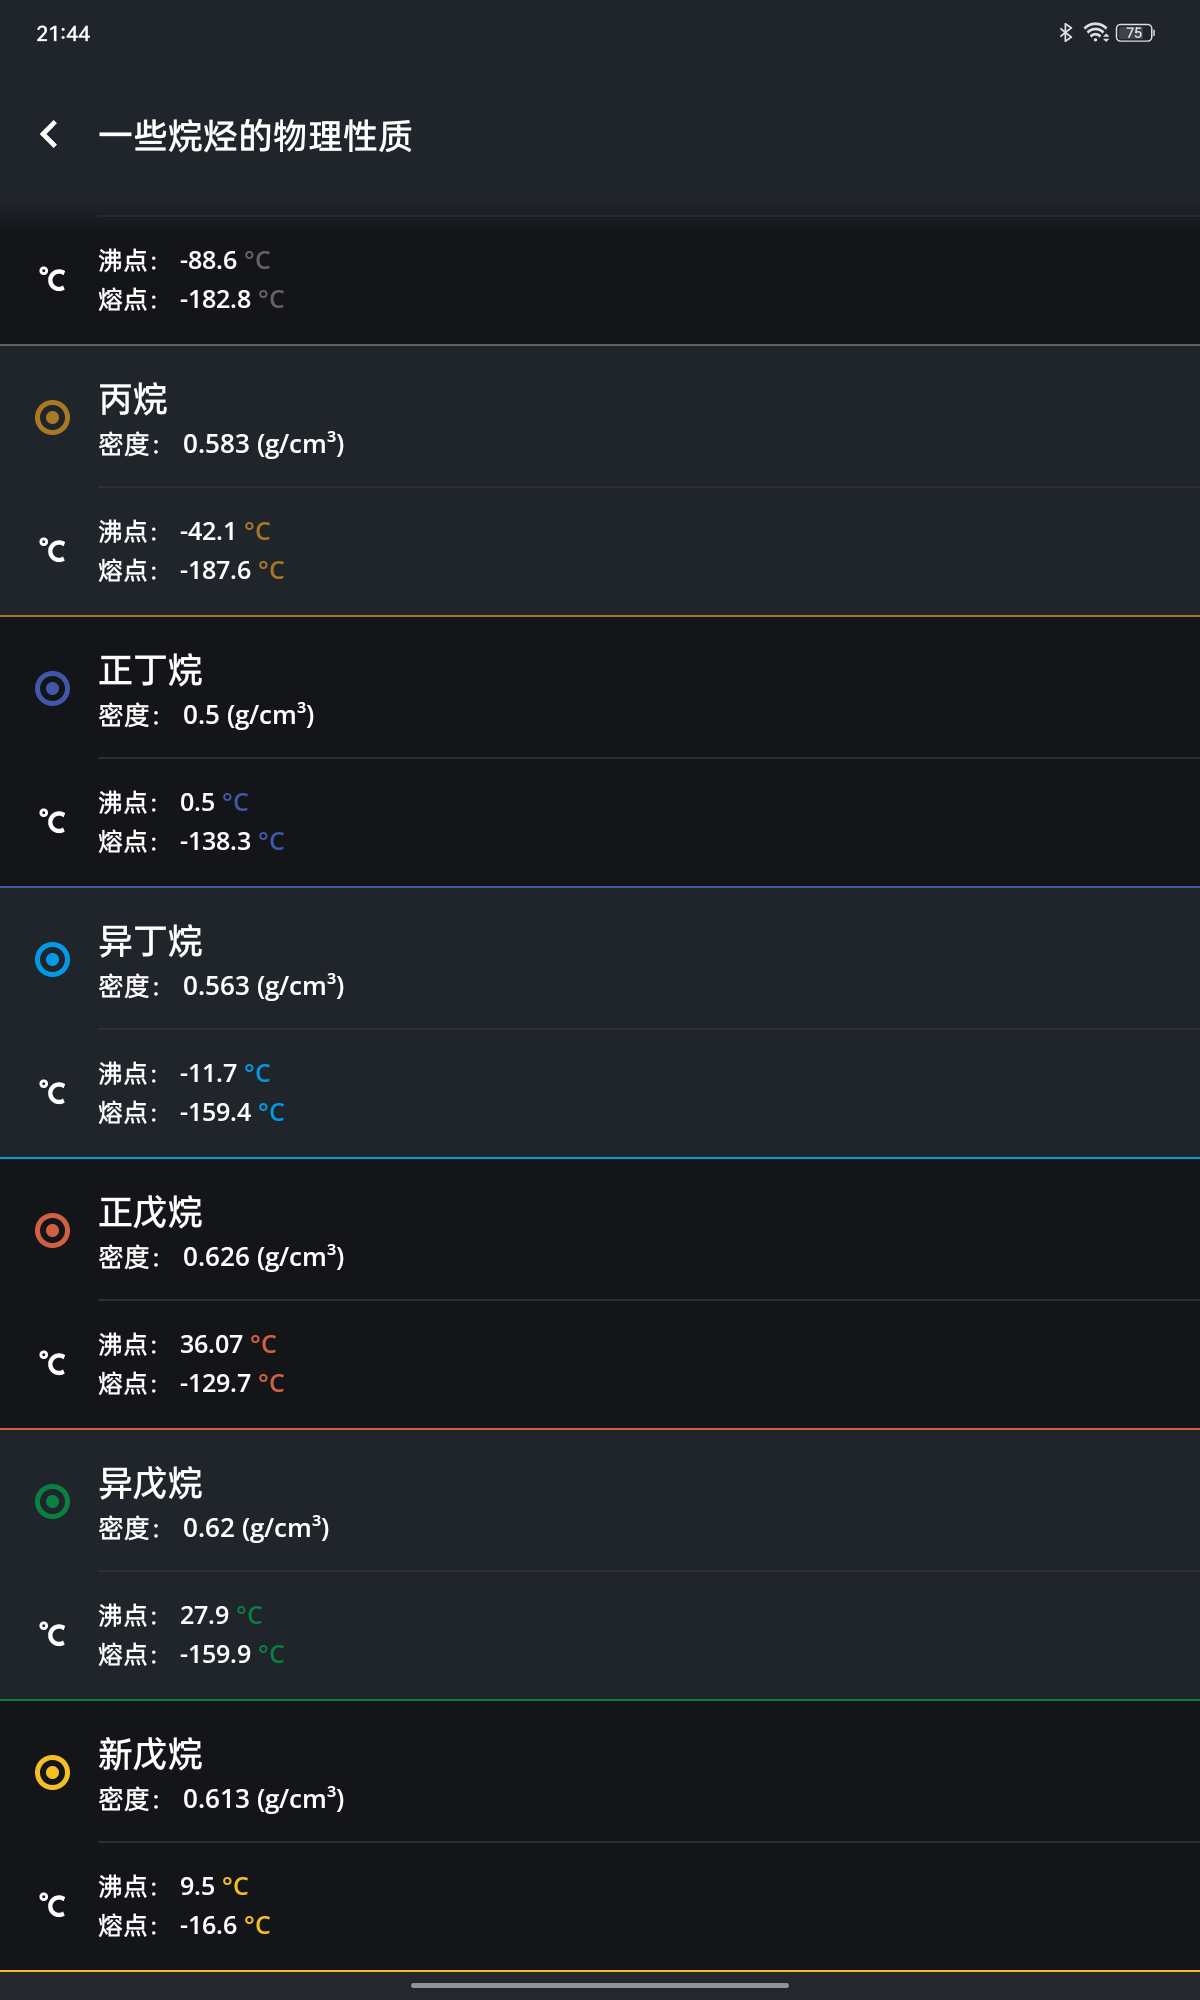 21:44
75
一些烷烃的物理性质
沸点： -88.6 °C
℃
熔点： -182.8 °C
丙烷
密度： 0.583 (g/cm³)
沸点： -42.1 °C
℃
熔点： -187.6 °C
正丁烷
密度： 0.5 (g/cm³)
沸点： 0.5 °C
℃
熔点： -138.3 °C
异丁烷
密度： 0.563 (g/cm³)
沸点： -11.7 °C
℃
熔点： -159.4 °C
正戊烷
密度： 0.626 (g/cm³)
沸点： 36.07 °C
℃
熔点： -129.7 °C
异戊烷
密度： 0.62 (g/cm³)
沸点： 27.9 °C
℃
熔点： -159.9 °C
新戊烷
密度： 0.613 (g/cm³)
沸点： 9.5 °C
℃
熔点： -16.6 °C